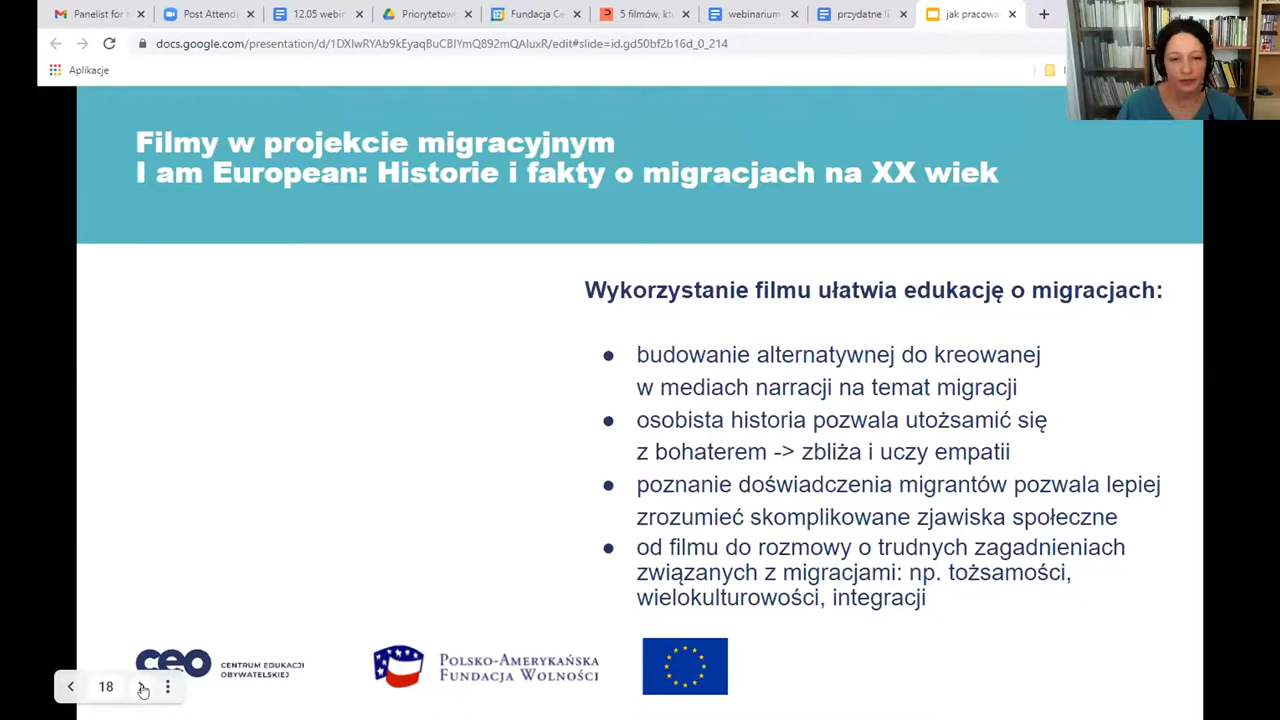 Panelist for
Post Attend
12.05 webir
Priorytetow
Fundacja Ce
5 filmów, kt
webinarium
przydatne li
jak pracowa
docs.google.com/presentation/d/1DXIwRYAb9kEyaqBuCBIYmQ892mQAluxR/edit#slide=id.gd50bf2b16d_0_214
Aplikacje
Filmy w projekcie migracyjnym
I am European: Historie i fakty o migracjach na XX wiek
Wykorzystanie filmu ułatwia edukację o migracjach:
● budowanie alternatywnej do kreowanej
w mediach narracji na temat migracji
● osobista historia pozwala utożsamić się
z bohaterem -> zbliża i uczy empatii
● poznanie doświadczenia migrantów pozwala lepiej
zrozumieć skomplikowane zjawiska społeczne
● od filmu do rozmowy o trudnych zagadnieniach
związanych z migracjami: np. tożsamości,
wielokulturowości, integracji
ceo
CENTRUM EDUKACJI
OBYWATELSKIEJ
POLSKO-AMERYKAŃSKA
FUNDACJA WOLNOŚCI
18